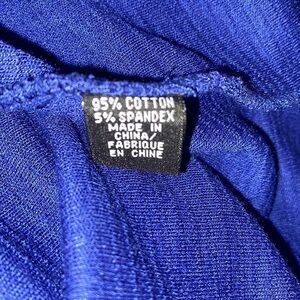 95% COTTON
5% SPANDEX
MADE IN
CHINA/
FABRIQUE
EN CHINE